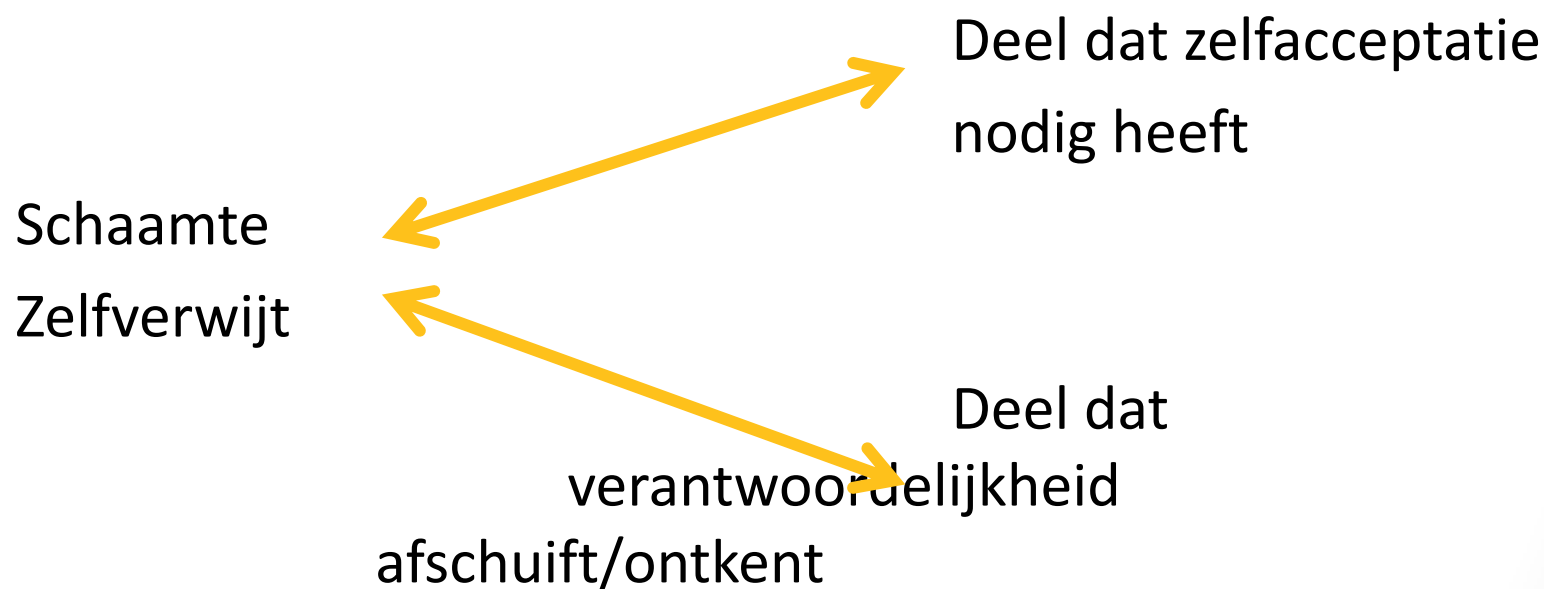 Deel dat zelfacceptatie
nodig heeft
Schaamte
Zelfverwijt
Deel dat
verantwoordelijkheid
afschuift/ontkent